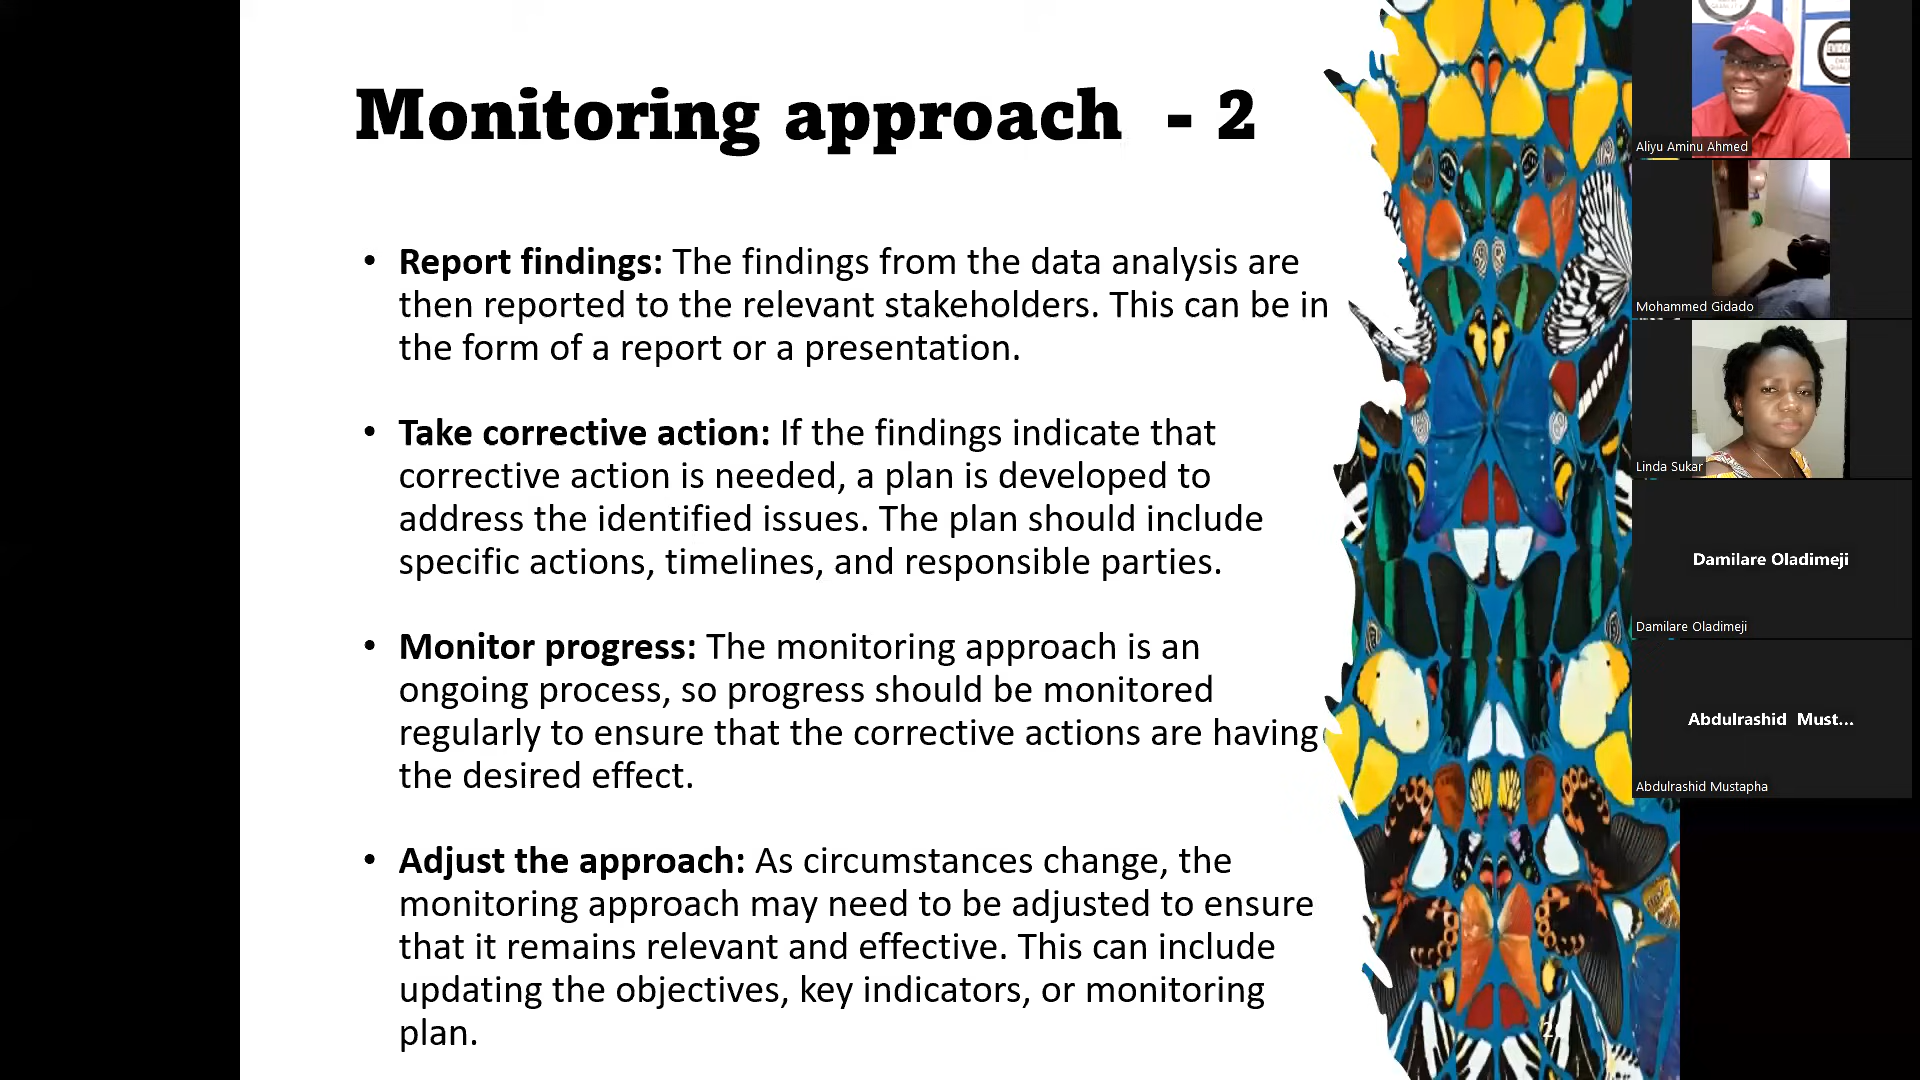 Monitoring approach - 2
• Report findings: The findings from the data analysis are
then reported to the relevant stakeholders. This can be in
the form of a report or a presentation.
• Take corrective action: If the findings indicate that
corrective action is needed, a plan is developed to
address the identified issues. The plan should include
specific actions, timelines, and responsible parties.
• Monitor progress: The monitoring approach is an
ongoing process, so progress should be monitored
regularly to ensure that the corrective actions are having
the desired effect.
• Adjust the approach: As circumstances change, the
monitoring approach may need to be adjusted to ensure
that it remains relevant and effective. This can include
updating the objectives, key indicators, or monitoring
plan.
Aliyu Aminu Ahmed
Mohammed Gidado
Linda Sukar
Damilare Oladimeji
Damilare Oladimeji
Abdulrashid Must...
Abdulrashid Mustapha